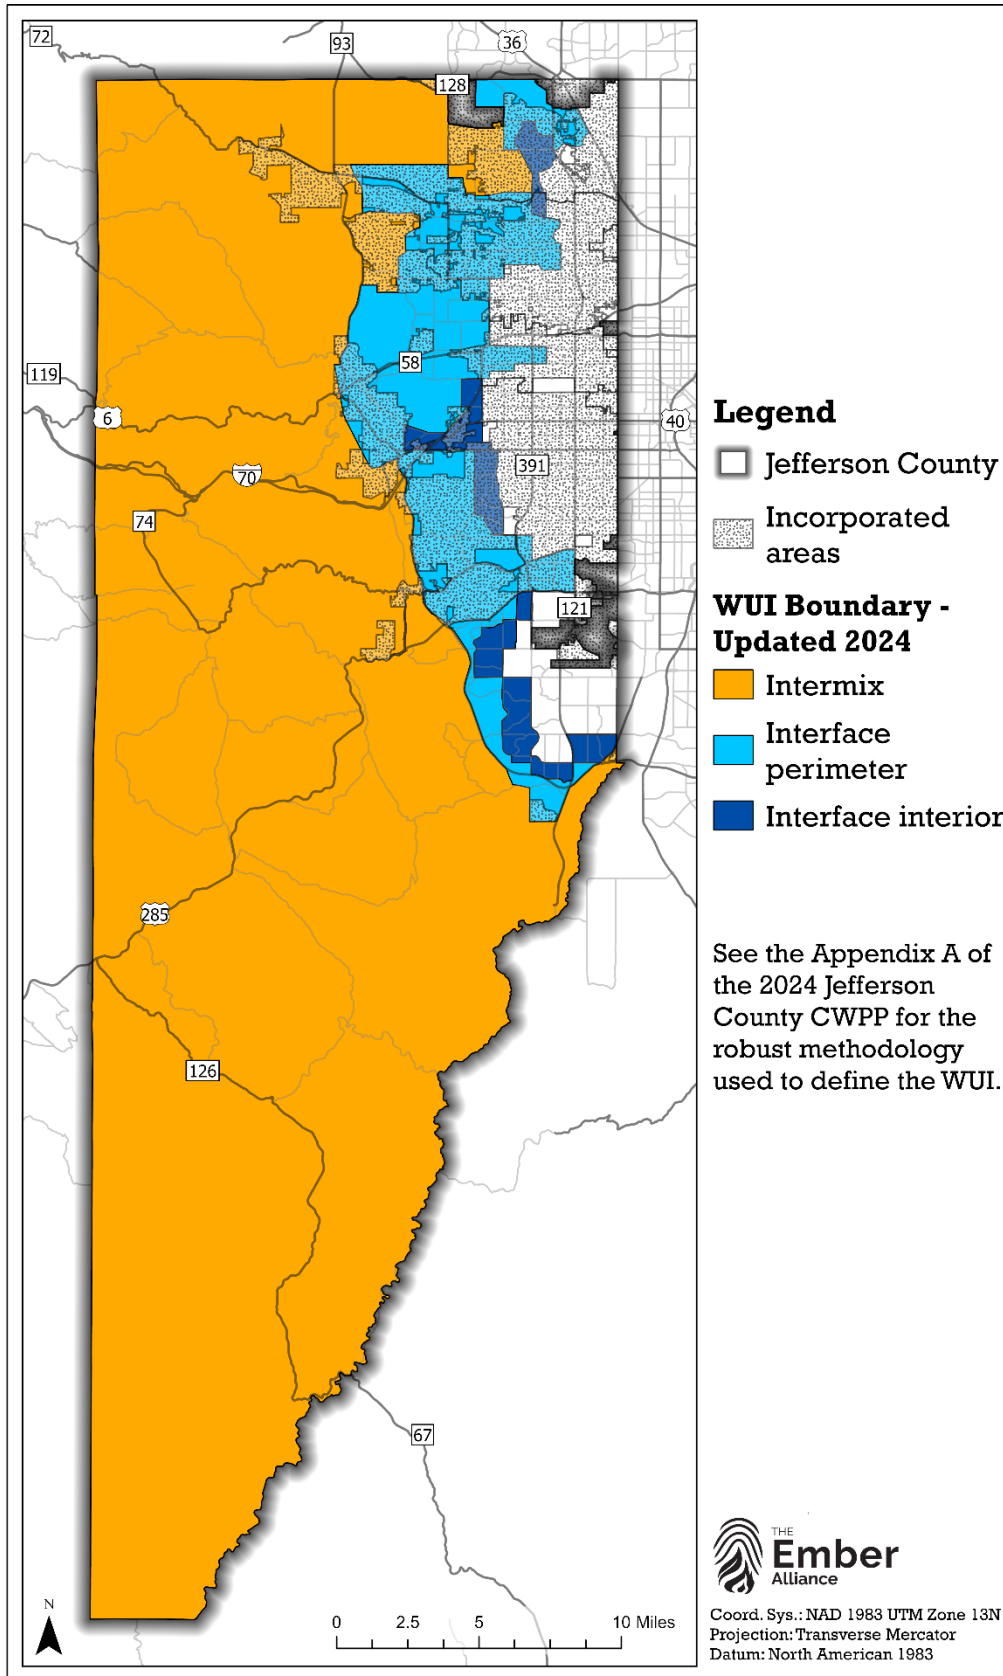 72
93
36
128
58
119
6
40
391
70
74
121
285
126
67
N
0 2.5 5 10 Miles
Legend
Jefferson County
Incorporated
areas
WUI Boundary -
Updated 2024
Intermix
Interface
perimeter
Interface interior
See the Appendix A of
the 2024 Jefferson
County CWPP for the
robust methodology
used to define the WUI.
THE
Ember
Alliance
Coord. Sys.: NAD 1983 UTM Zone 13N
Projection: Transverse Mercator
Datum: North American 1983